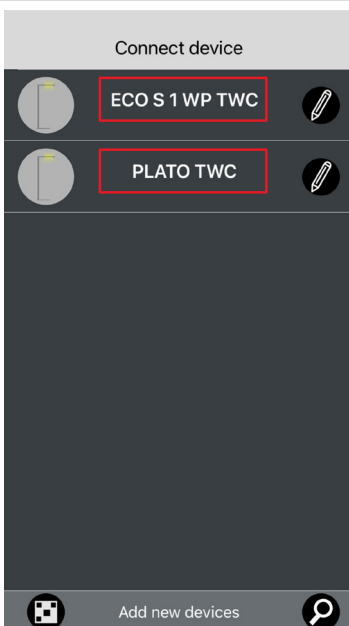 Connect device
ECO S 1 WP TWC
PLATO TWC
Add new devices